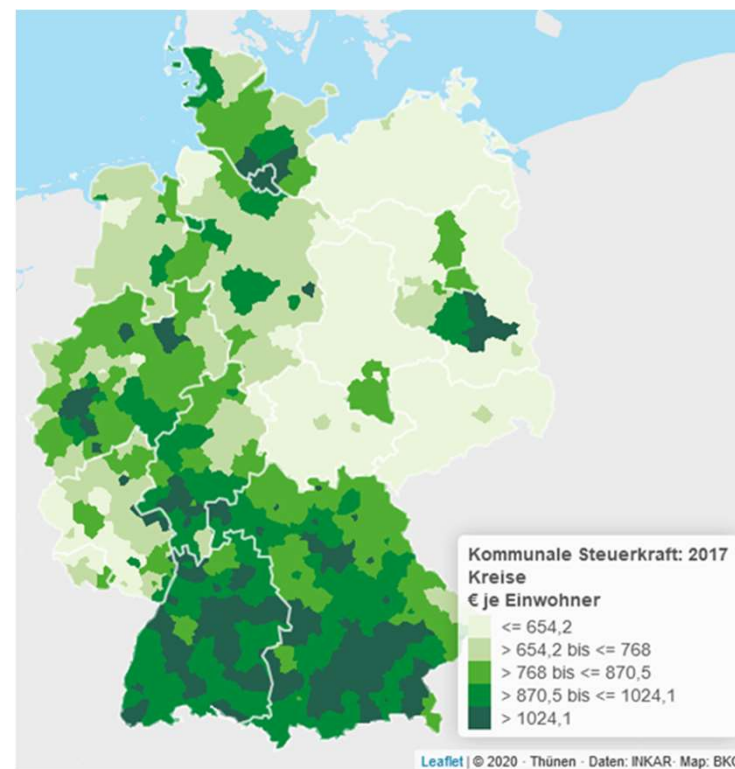 Kommunale Steuerkraft: 2017
Kreise
€ je Einwohner
<= 654,2
> 654,2 bis <= 768
> 768 bis <= 870,5
> 870,5 bis <= 1024,1
> 1024,1
Leaflet | © 2020 · Thünen · Daten: INKAR· Map: BKG